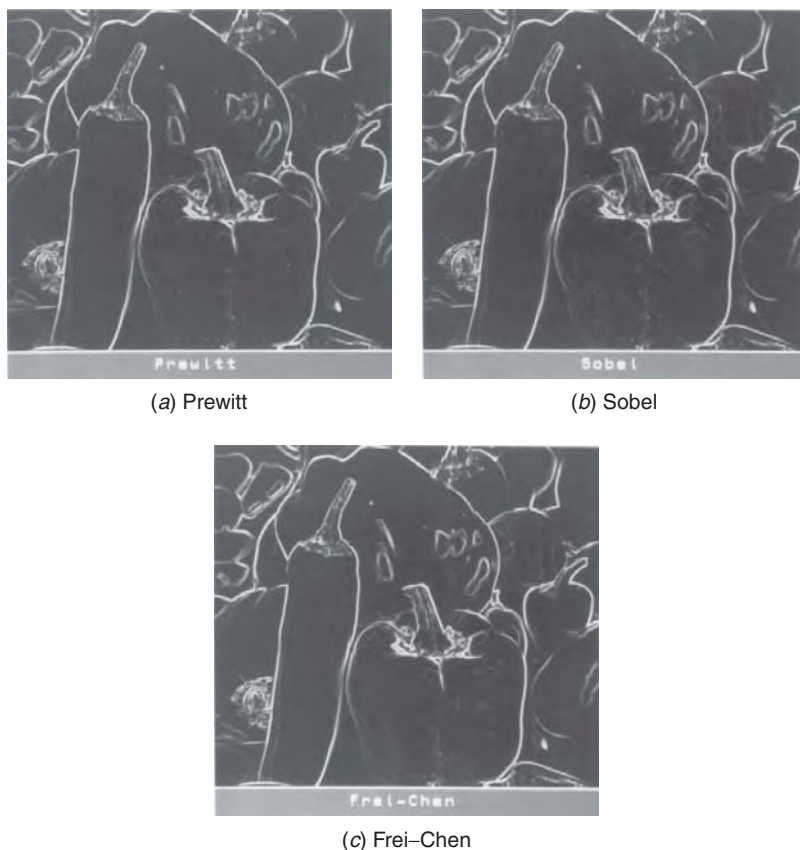 Prewitt
Sobel
(a) Prewitt
(b) Sobel
Frei-Chen
(c) Frei–Chen